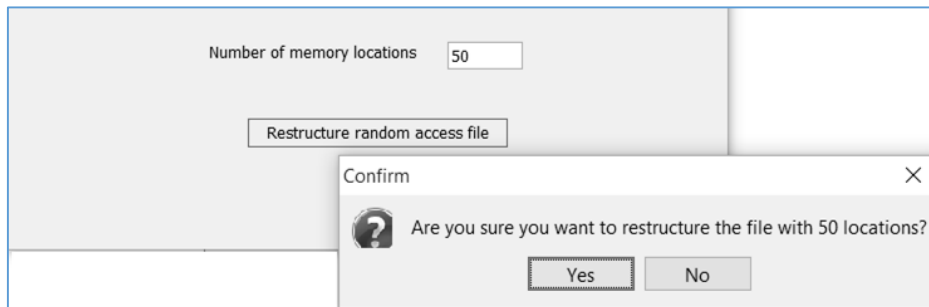 Number of memory locations 50
Restructure random access file
Confirm
Are you sure you want to restructure the file with 50 locations?
Yes No